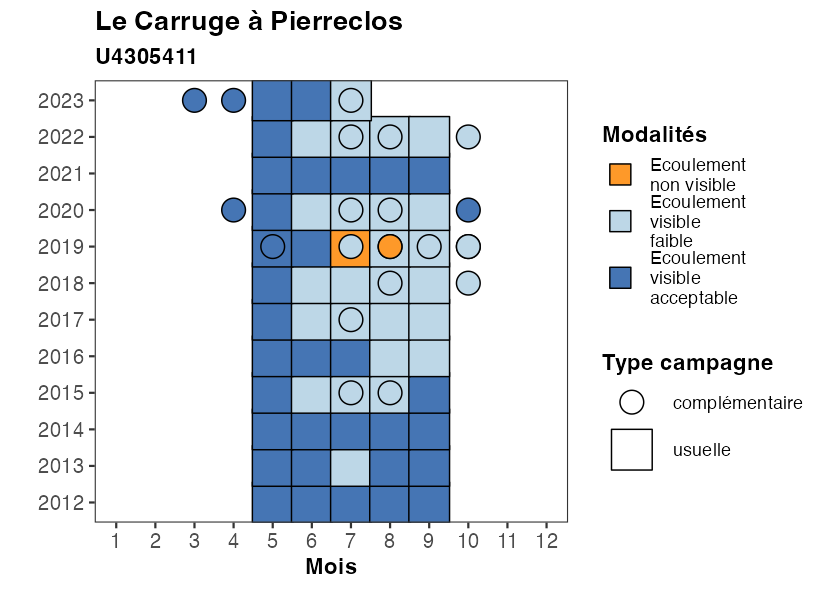 Le Carruge à Pierreclos
U4305411
2023
2022
2021
2020
2019
2018
2017
2016
2015
2014
2013
2012
1 2 3 4 5 6 7 8 9 10 11 12
Mois
Modalités
Ecoulement
non visible
Ecoulement
visible
faible
Ecoulement
visible
acceptable
Type campagne
complémentaire
usuelle